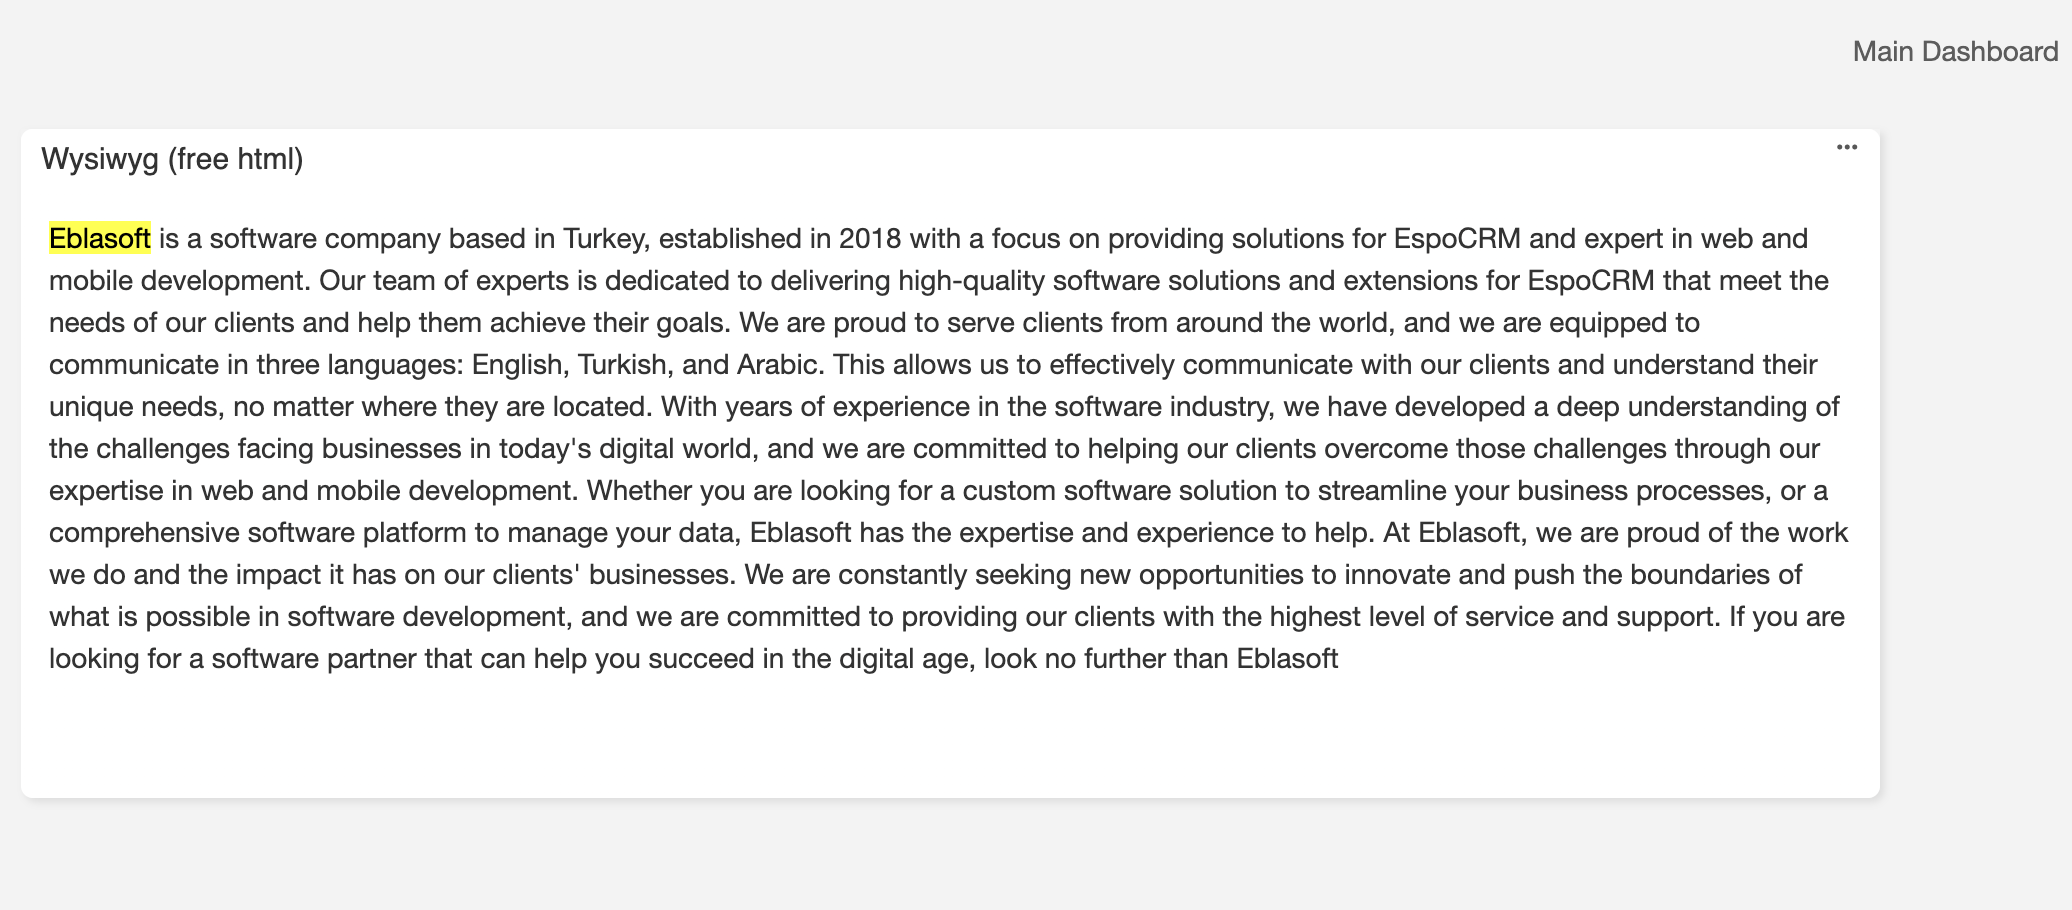 Main Dashboard
Wysiwyg (free html)
Eblasoft is a software company based in Turkey, established in 2018 with a focus on providing solutions for EspoCRM and expert in web and
mobile development. Our team of experts is dedicated to delivering high-quality software solutions and extensions for EspoCRM that meet the
needs of our clients and help them achieve their goals. We are proud to serve clients from around the world, and we are equipped to
communicate in three languages: English, Turkish, and Arabic. This allows us to effectively communicate with our clients and understand their
unique needs, no matter where they are located. With years of experience in the software industry, we have developed a deep understanding of
the challenges facing businesses in today's digital world, and we are committed to helping our clients overcome those challenges through our
expertise in web and mobile development. Whether you are looking for a custom software solution to streamline your business processes, or a
comprehensive software platform to manage your data, Eblasoft has the expertise and experience to help. At Eblasoft, we are proud of the work
we do and the impact it has on our clients' businesses. We are constantly seeking new opportunities to innovate and push the boundaries of
what is possible in software development, and we are committed to providing our clients with the highest level of service and support. If you are
looking for a software partner that can help you succeed in the digital age, look no further than Eblasoft